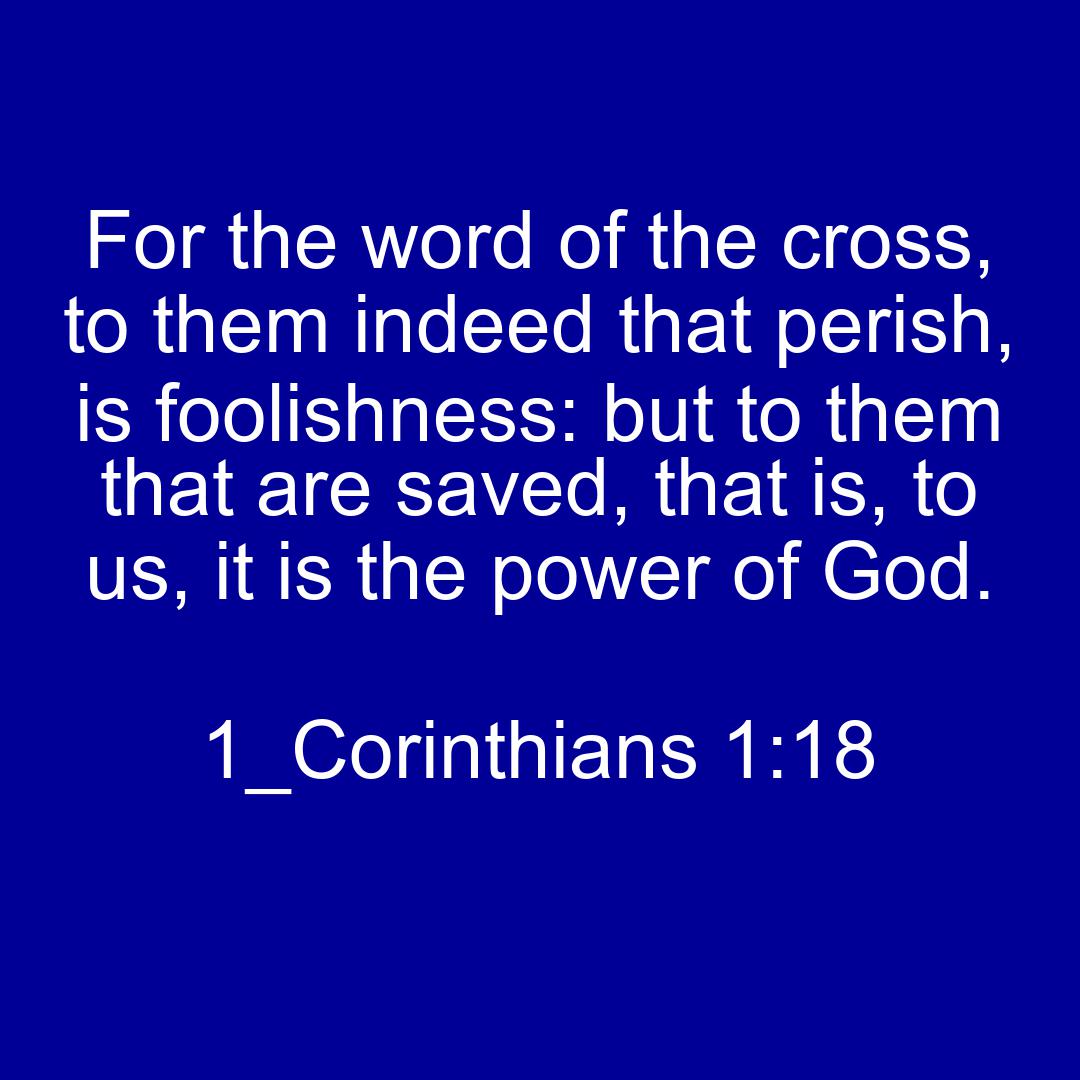 For the word of the cross,
to them indeed that perish,
is foolishness: but to them
that are saved, that is, to
us, it is the power of God.
1_Corinthians 1:18